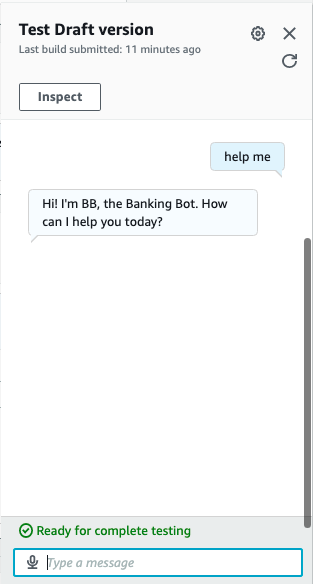 Test Draft version
Last build submitted: 11 minutes ago
Inspect
help me
Hi! I'm BB, the Banking Bot. How
can I help you today?
Ready for complete testing
Type a message